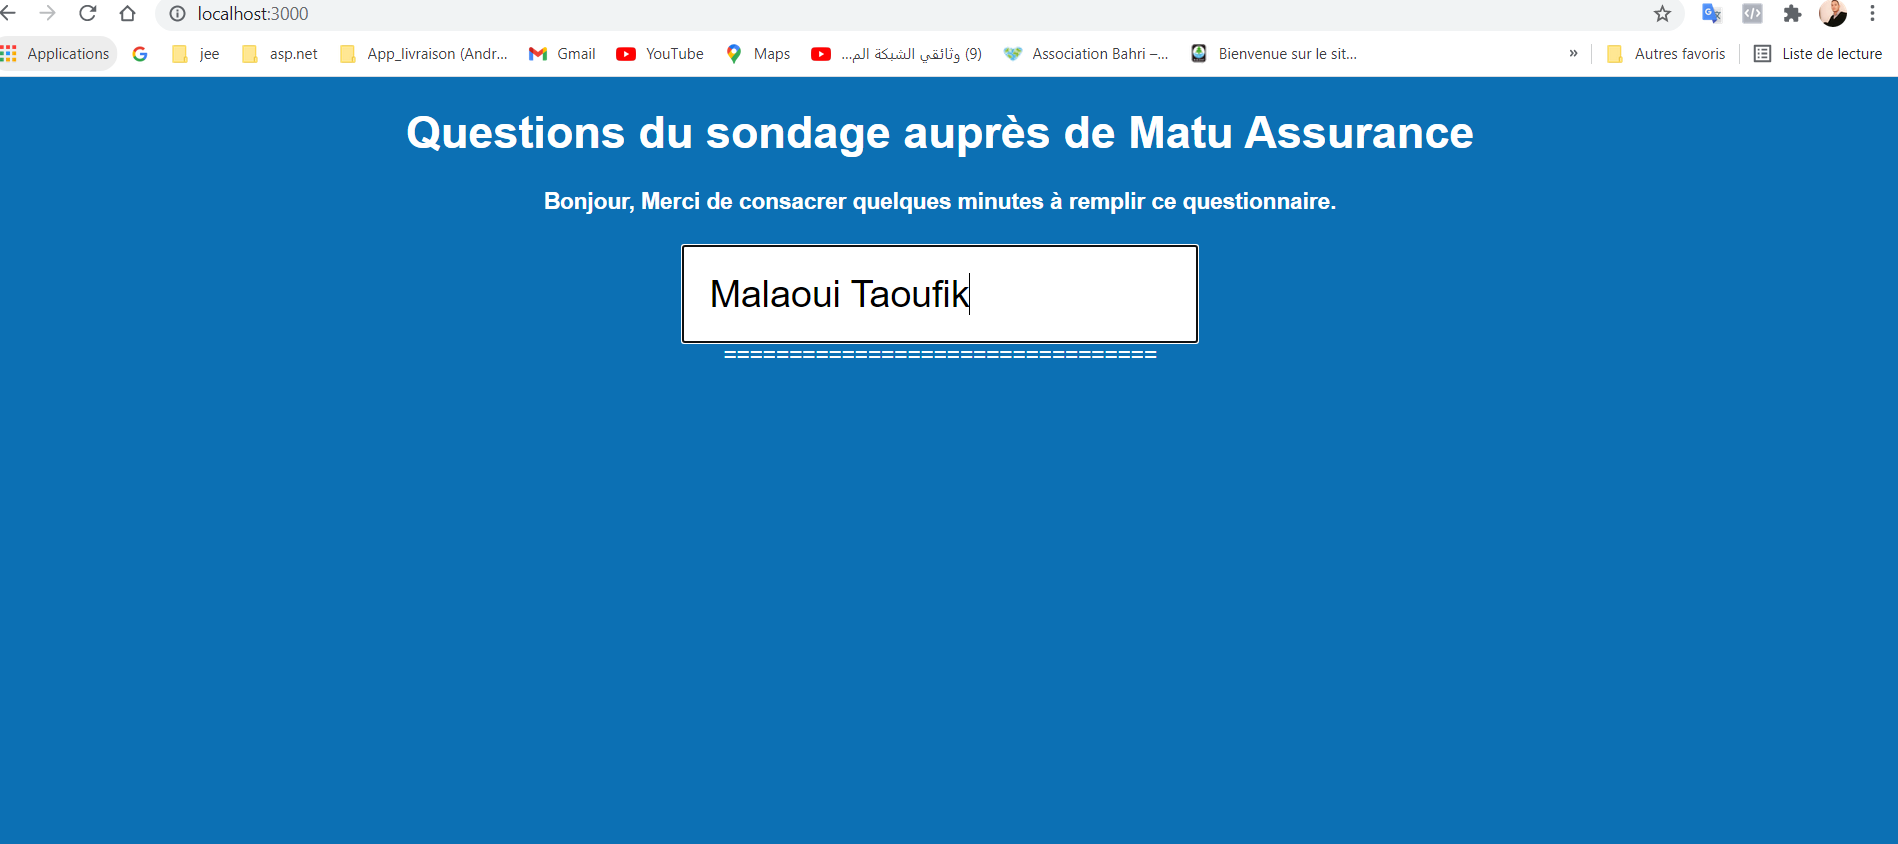 localhost:3000
Applications
jee
asp.net
App_livraison (Andr...
Gmail
YouTube
Maps
(9) وثائقي الشبكة الم...
Association Bahri –...
Bienvenue sur le sit...
»
Autres favoris
Liste de lecture
Questions du sondage auprès de Matu Assurance
Bonjour, Merci de consacrer quelques minutes à remplir ce questionnaire.
Malaoui Taoufik
=================================